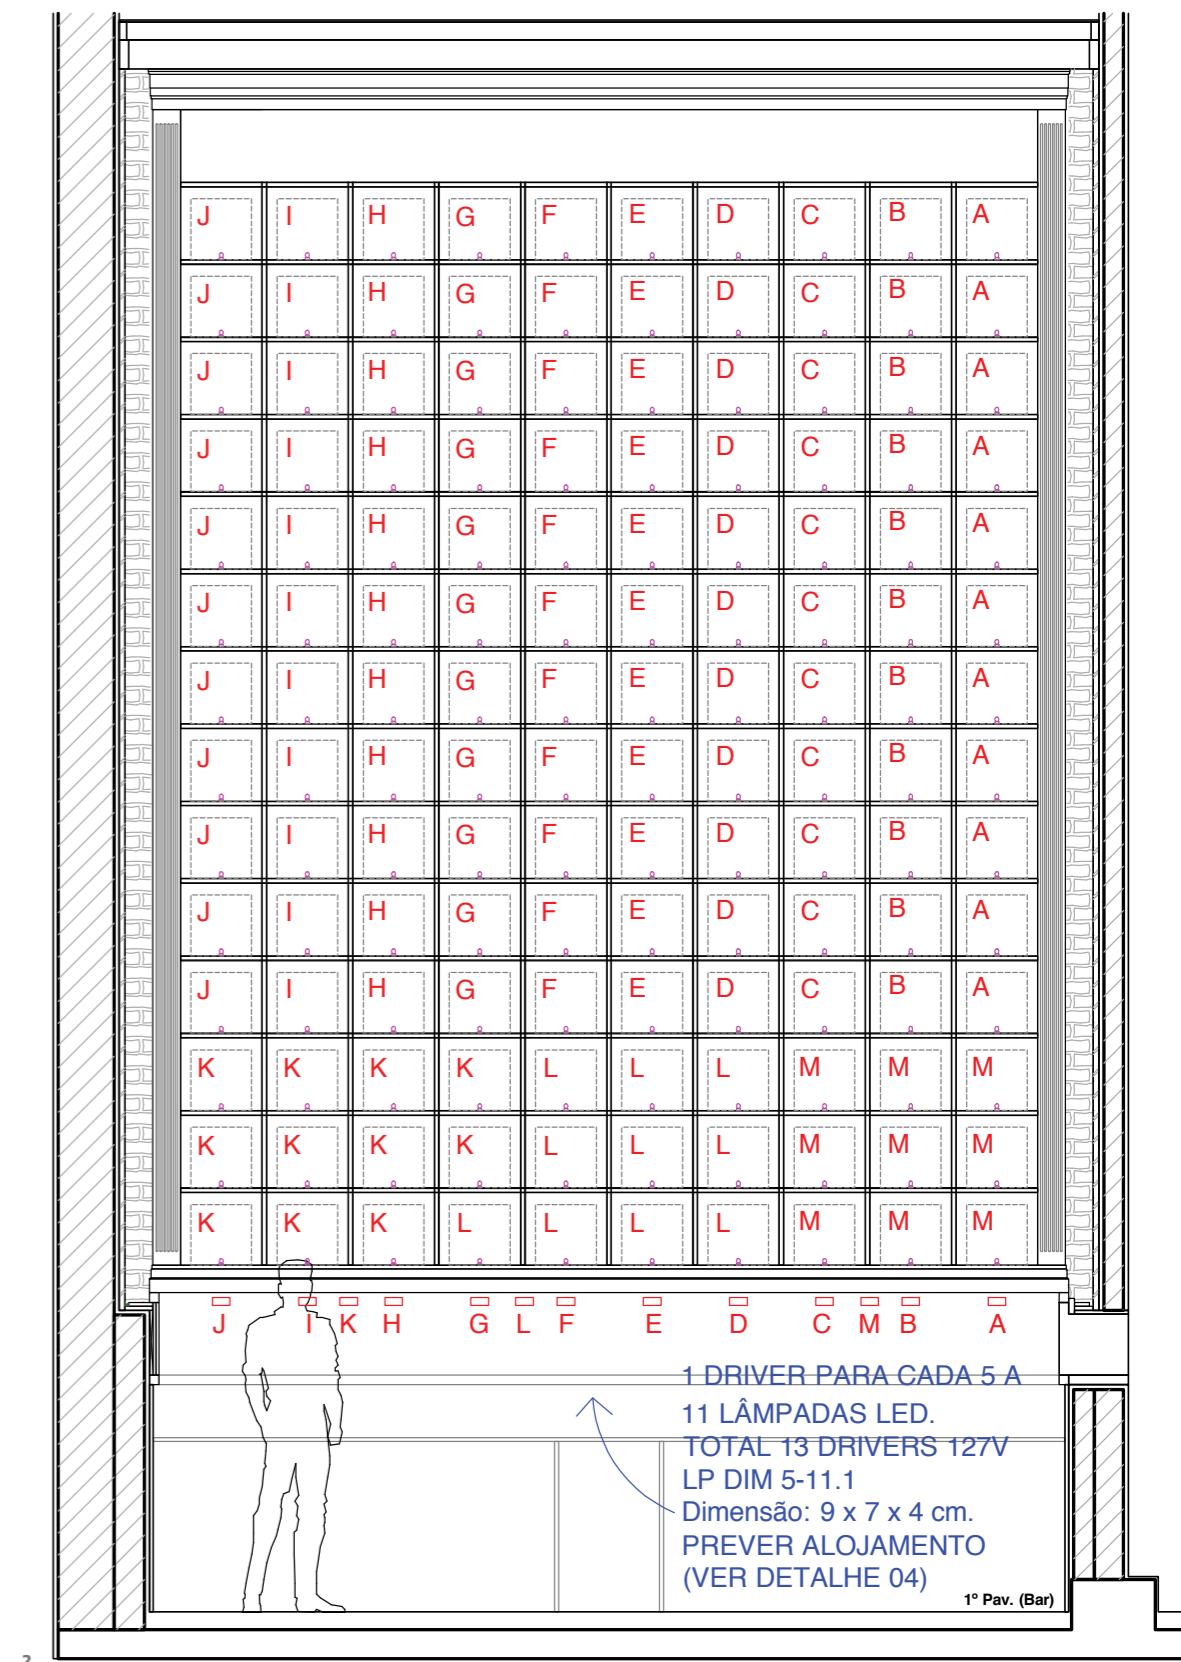 J I H G F E D C B A
J I H G F E D C B A
J I H G F E D C B A
J I H G F E D C B A
J I H G F E D C B A
J I H G F E D C B A
J I H G F E D C B A
J I H G F E D C B A
J I H G F E D C B A
J I H G F E D C B A
J I H G F E D C B A
K K K K L L L M M M
K K K K L L L M M M
K K K L L L L M M M
J I K H G L F E D C M B A
1 DRIVER PARA CADA 5 A
11 LÂMPADAS LED.
TOTAL 13 DRIVERS 127V
LP DIM 5-11.1
Dimensão: 9 x 7 x 4 cm.
PREVER ALOJAMENTO
(VER DETALHE 04)
1º Pav. (Bar)